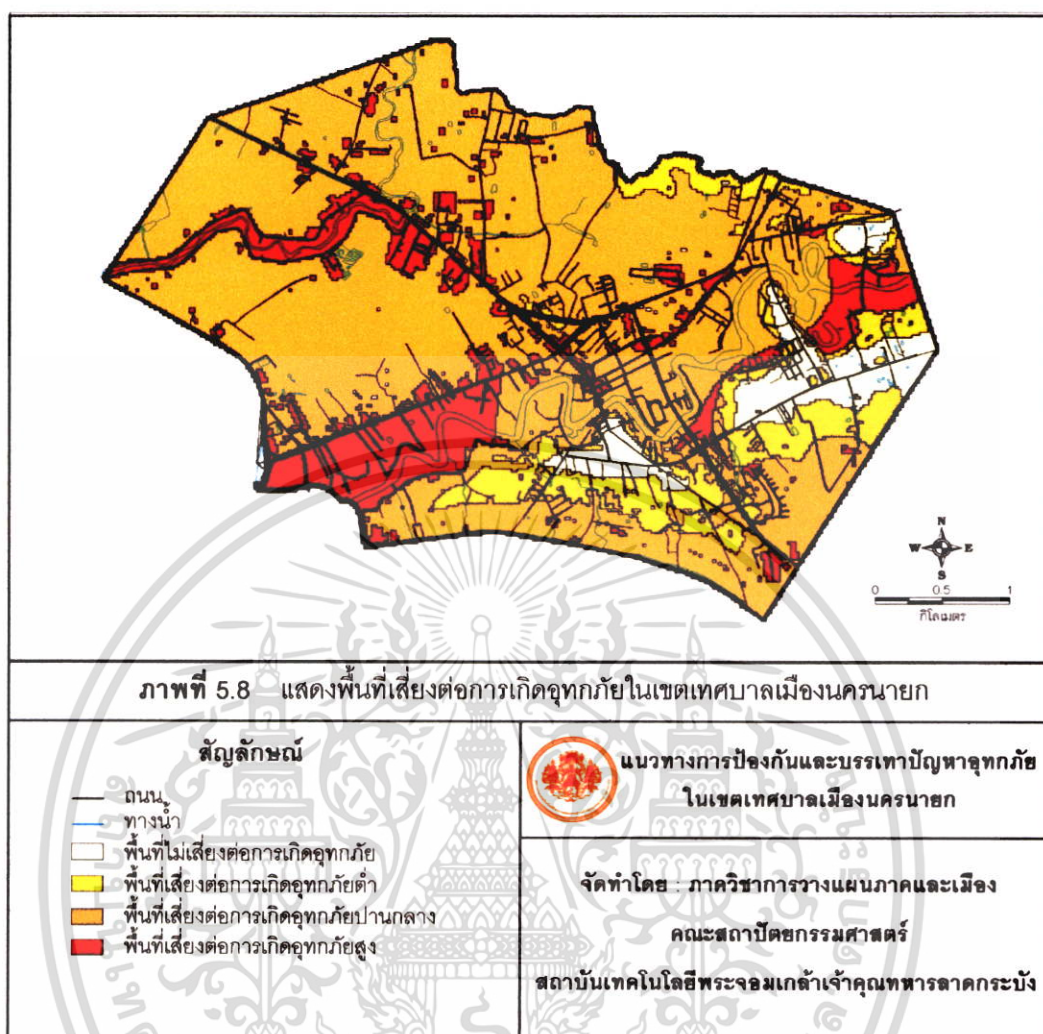 N
W E
S
0 0.5 1
กิโลเมตร
ภาพที่ 5.8 แสดงพื้นที่เสี่ยงต่อการเกิดอุทกภัยในเขตเทศบาลเมืองนครนายก
สัญลักษณ์
ถนน
ทางน้ำ
พื้นที่ไม่เสี่ยงต่อการเกิดอุทกภัย
พื้นที่เสี่ยงต่อการเกิดอุทกภัยต่ำ
พื้นที่เสี่ยงต่อการเกิดอุทกภัยปานกลาง
พื้นที่เสี่ยงต่อการเกิดอุทกภัยสูง
แนวทางการป้องกันและบรรเทาปัญหาอุทกภัย
ในเขตเทศบาลเมืองนครนายก
จัดทำโดย : ภาควิชาการวางแผนภาคและเมือง
คณะสถาปัตยกรรมศาสตร์
สถาบันเทคโนโลยีพระจอมเกล้าเจ้าคุณทหารลาดกระบัง